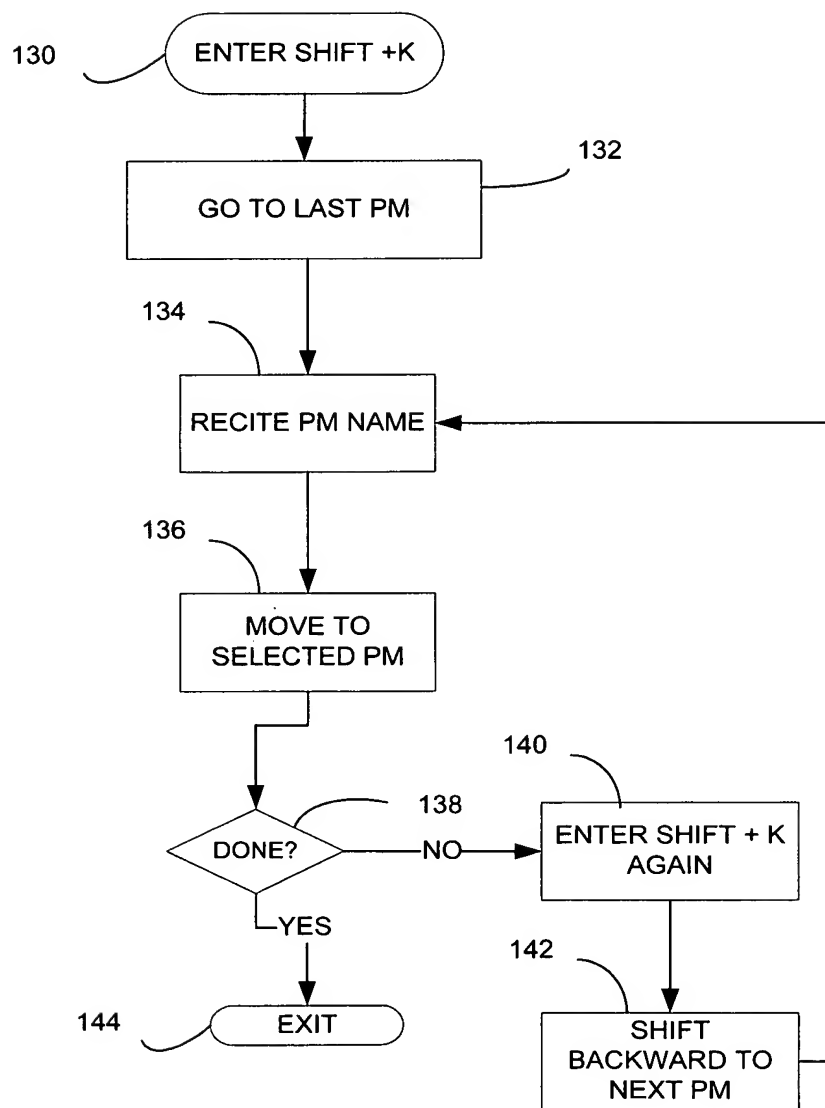 130
ENTER SHIFT +K
132
GO TO LAST PM
134
RECITE PM NAME
136
MOVE TO
SELECTED PM
138
DONE?
NO
140
ENTER SHIFT + K
AGAIN
YES
142
SHIFT
BACKWARD TO
NEXT PM
144
EXIT